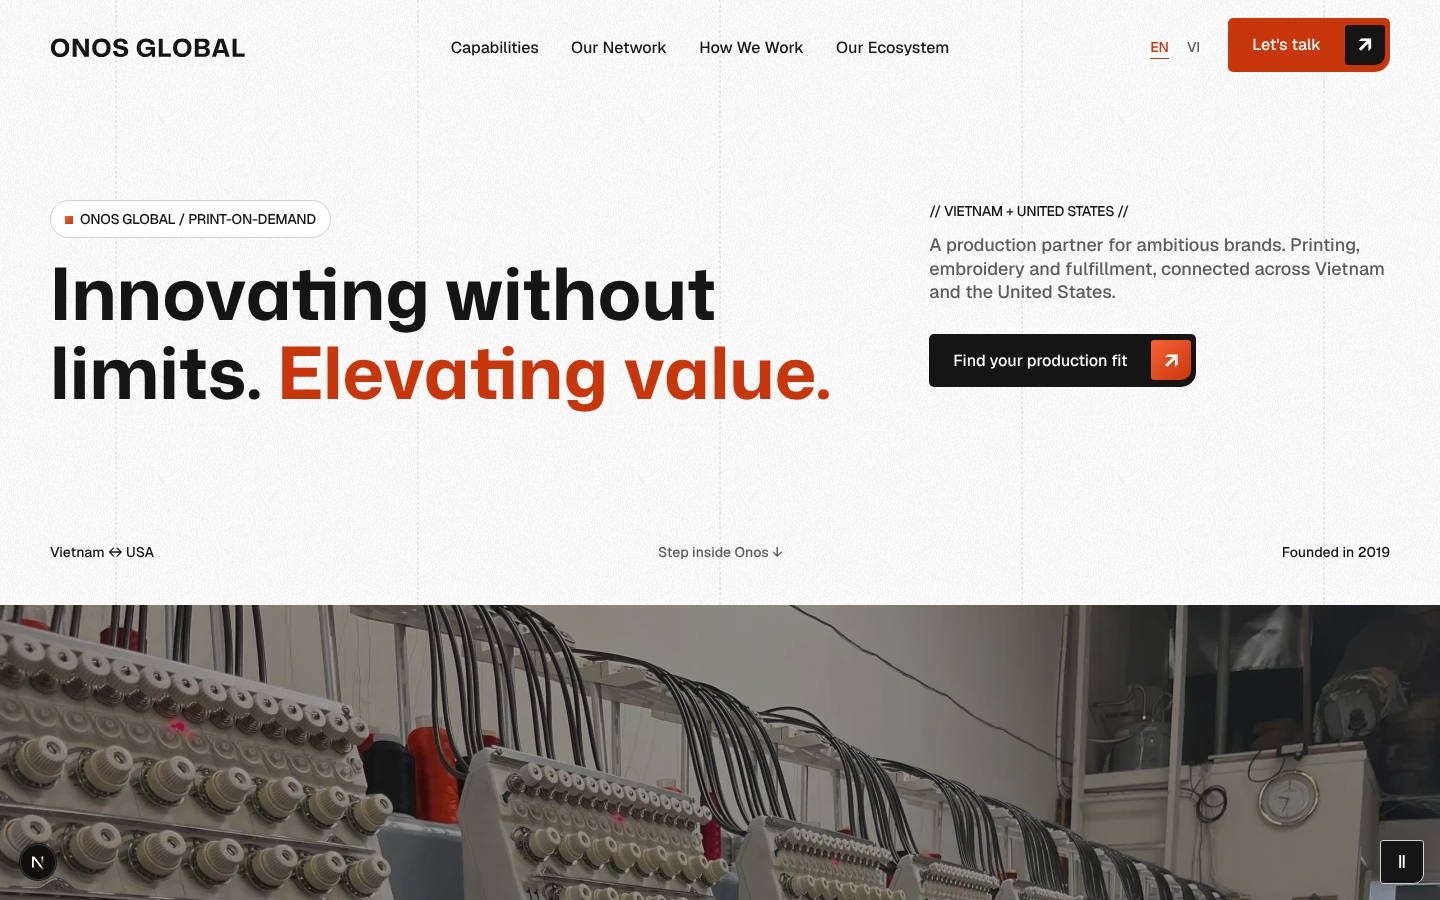 ONOS GLOBAL
Capabilities
Our Network
How We Work
Our Ecosystem
EN
VI
Let's talk
ONOS GLOBAL / PRINT-ON-DEMAND
Innovating without
limits. Elevating value.
// VIETNAM + UNITED STATES //
A production partner for ambitious brands. Printing,
embroidery and fulfillment, connected across Vietnam
and the United States.
Find your production fit
Vietnam ↔ USA
Step inside Onos ↓
Founded in 2019
N